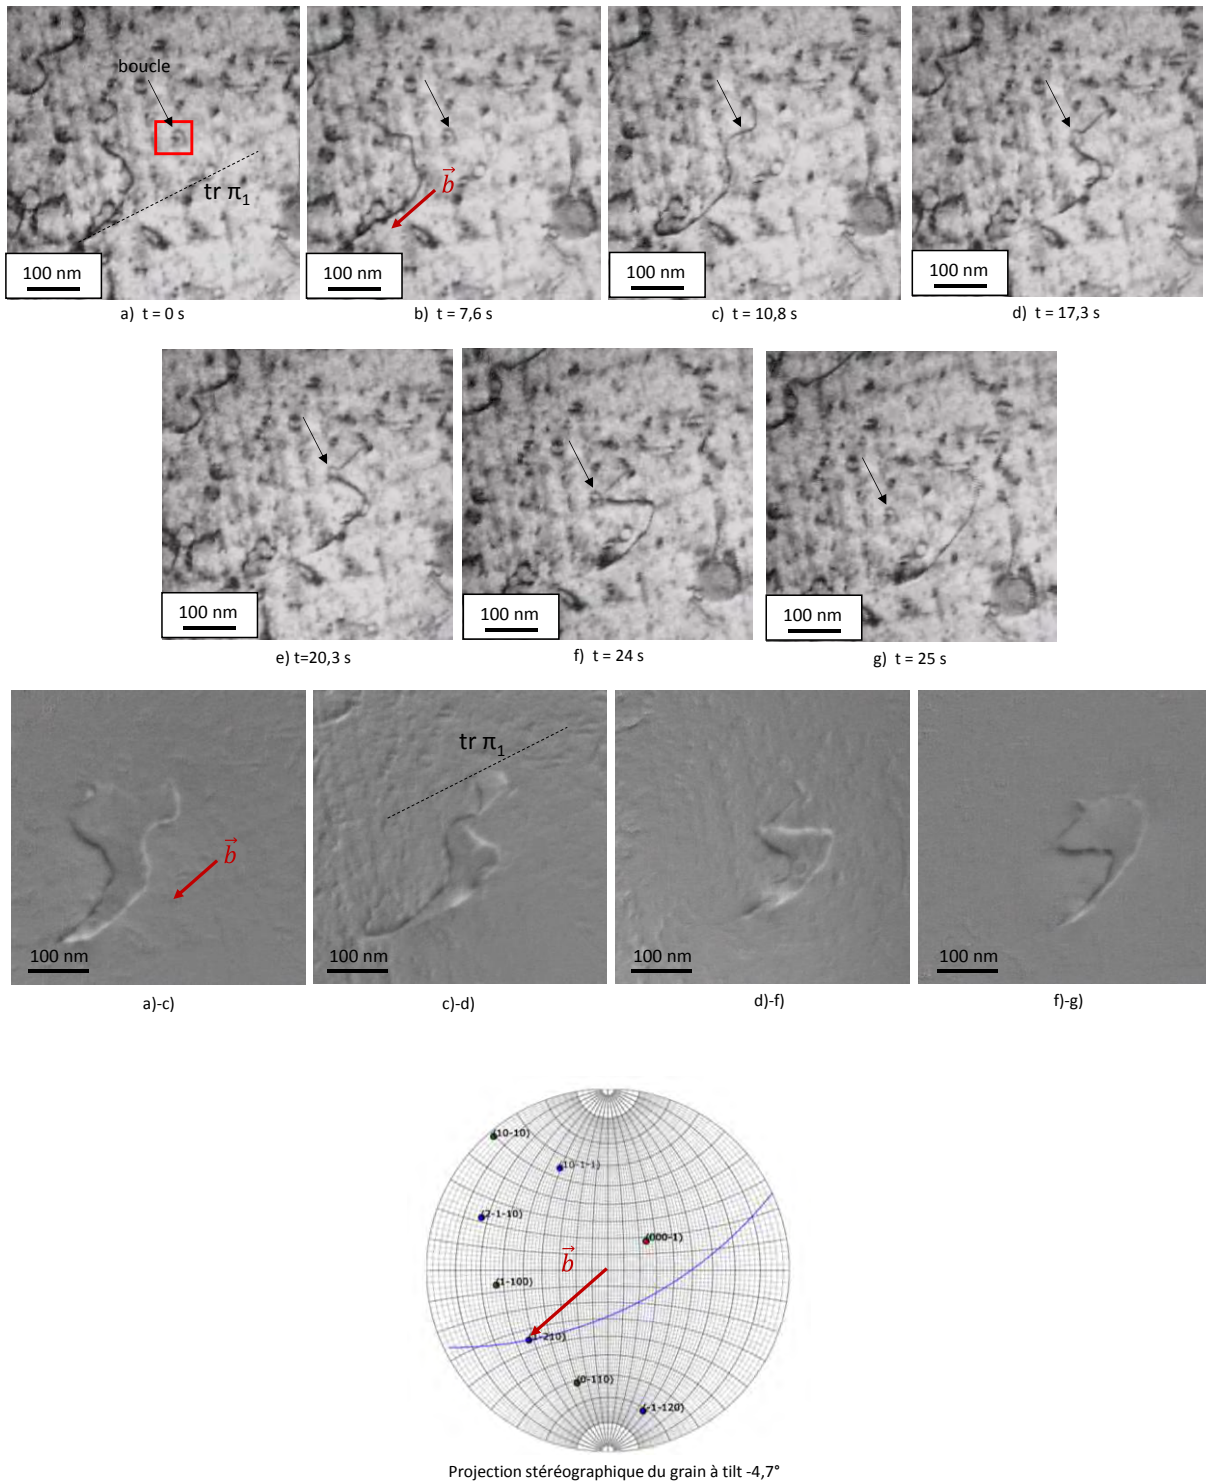 boucle
tr π₁
100 nm
a) t = 0 s
b⃗
100 nm
b) t = 7,6 s
100 nm
c) t = 10,8 s
100 nm
d) t = 17,3 s
100 nm
e) t=20,3 s
100 nm
f) t = 24 s
100 nm
g) t = 25 s
b⃗
100 nm
a)-c)
tr π₁
100 nm
c)-d)
100 nm
d)-f)
100 nm
f)-g)
(10-10)
(10-1-1)
(2-1-10)
(000-1)
b⃗
(1-100)
(1-210)
(0-110)
(-1-120)
Projection stéréographique du grain à tilt -4,7°